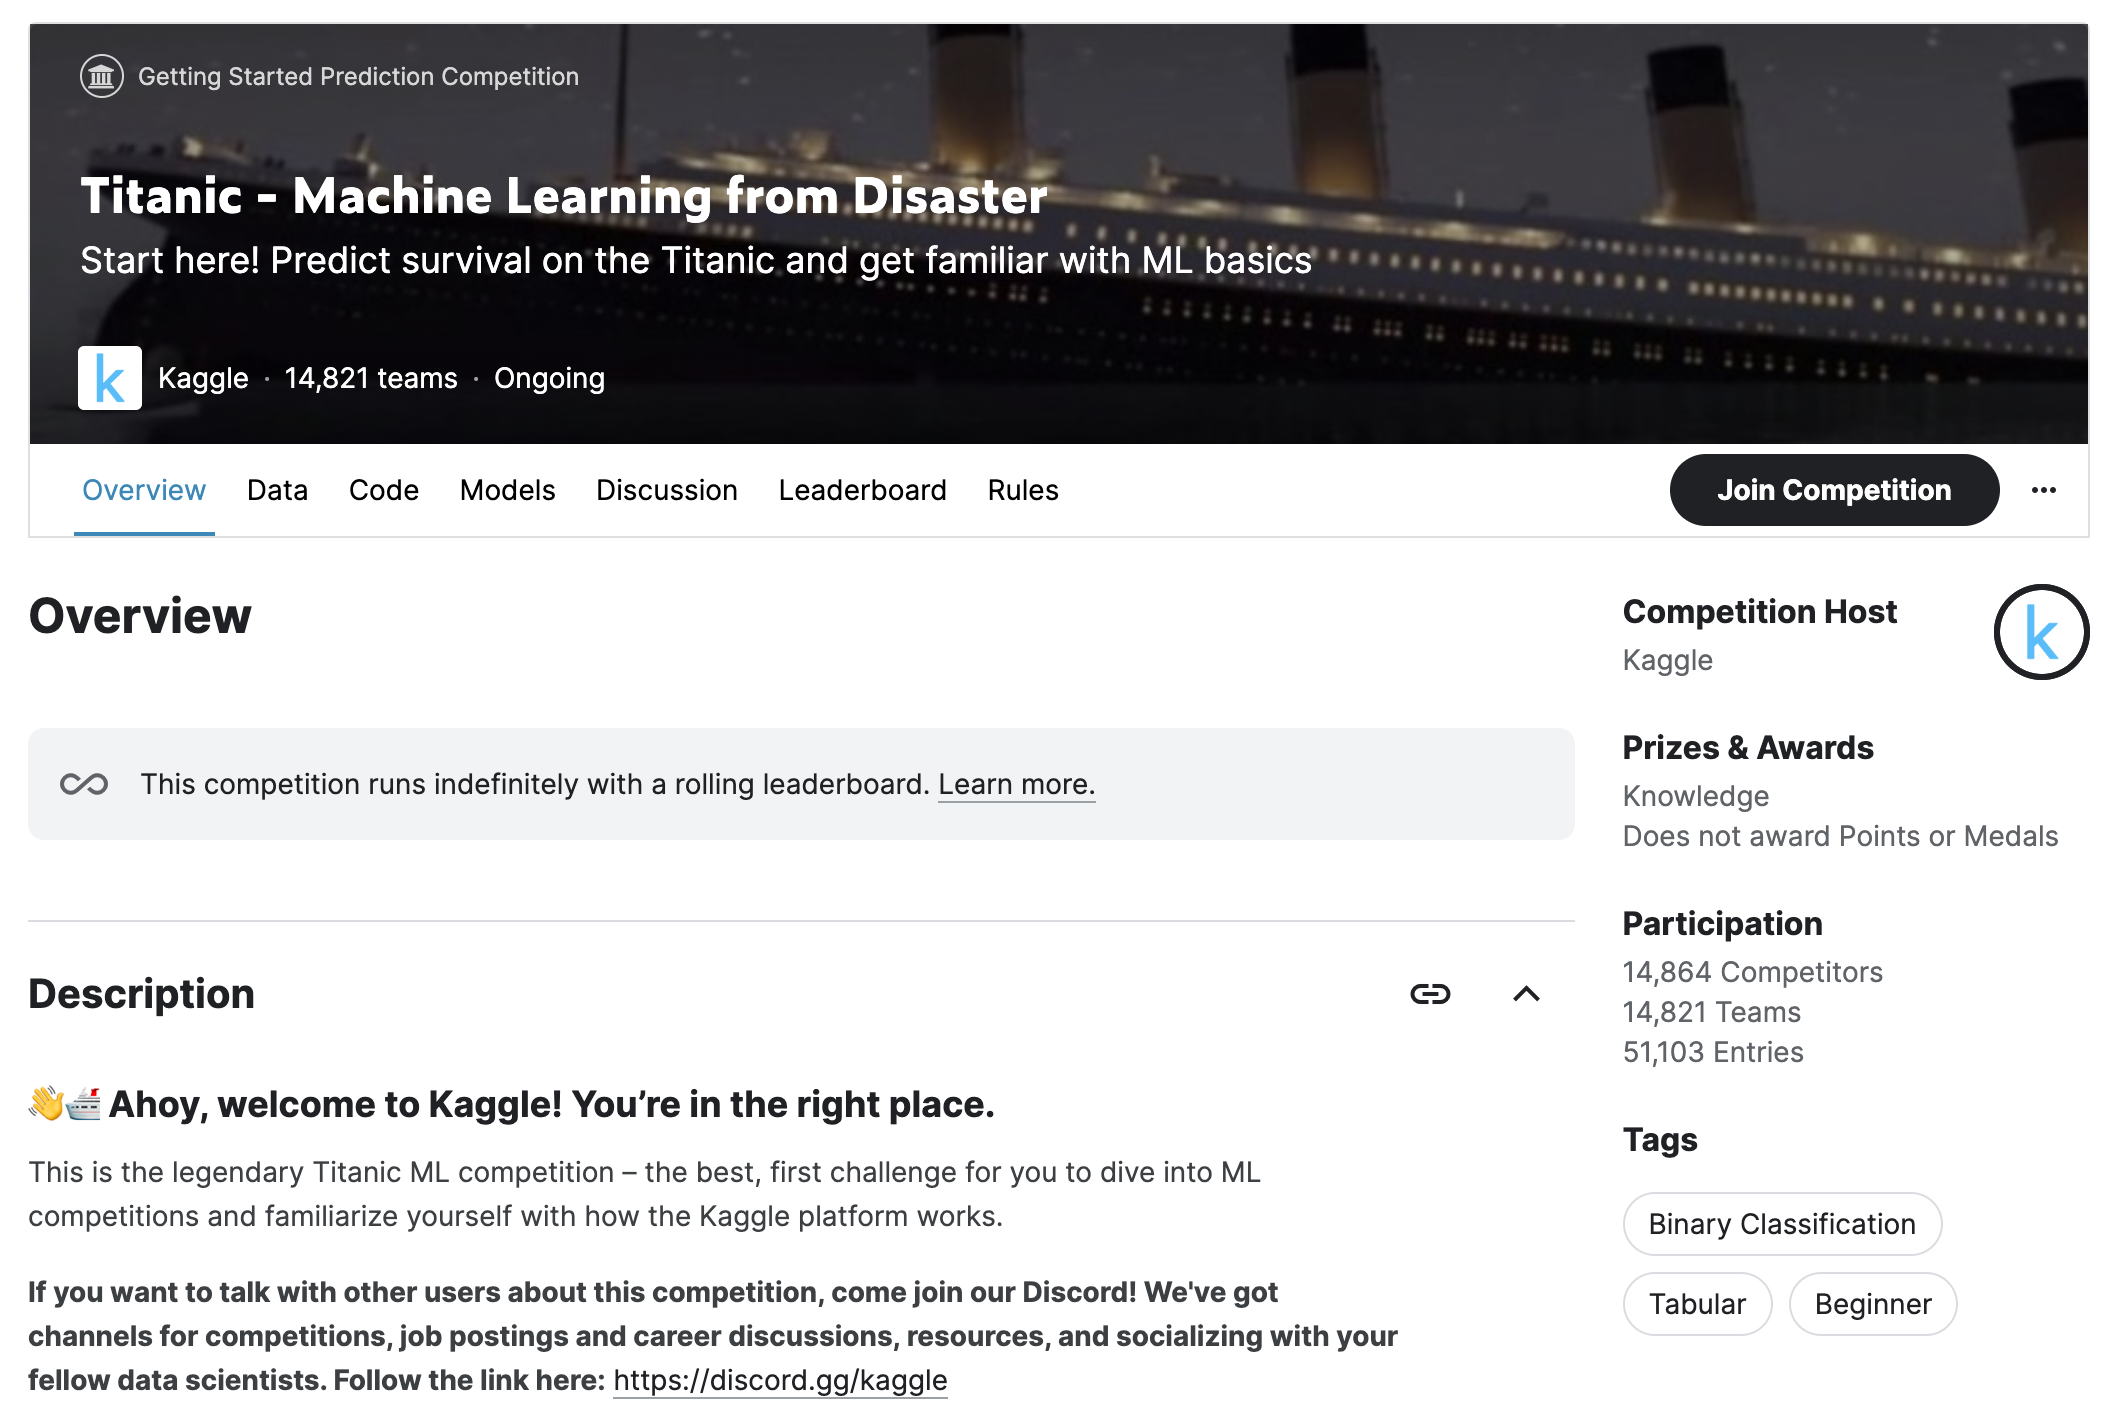 Getting Started Prediction Competition
Titanic - Machine Learning from Disaster
Start here! Predict survival on the Titanic and get familiar with ML basics
k Kaggle · 14,821 teams · Ongoing
Overview Data Code Models Discussion Leaderboard Rules Join Competition
Overview
This competition runs indefinitely with a rolling leaderboard. Learn more.
Description
👋🛳️ Ahoy, welcome to Kaggle! You’re in the right place.
This is the legendary Titanic ML competition – the best, first challenge for you to dive into ML
competitions and familiarize yourself with how the Kaggle platform works.
If you want to talk with other users about this competition, come join our Discord! We've got
channels for competitions, job postings and career discussions, resources, and socializing with your
fellow data scientists. Follow the link here: https://discord.gg/kaggle
Competition Host
Kaggle
k
Prizes & Awards
Knowledge
Does not award Points or Medals
Participation
14,864 Competitors
14,821 Teams
51,103 Entries
Tags
Binary Classification
Tabular Beginner